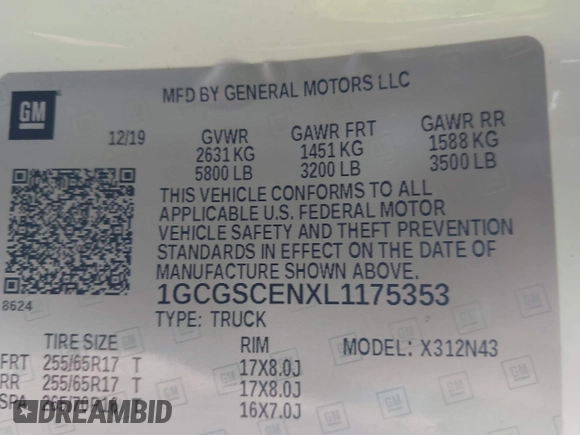 MFD BY GENERAL MOTORS LLC
GM
12/19 GVWR GAWR FRT GAWR RR
2631 KG 1451 KG 1588 KG
5800 LB 3200 LB 3500 LB
THIS VEHICLE CONFORMS TO ALL
APPLICABLE U.S. FEDERAL MOTOR
VEHICLE SAFETY AND THEFT PREVENTION
STANDARDS IN EFFECT ON THE DATE OF
MANUFACTURE SHOWN ABOVE.
8624
1GCGSCENXL1175353
TYPE: TRUCK
TIRE SIZE RIM MODEL: X312N43
FRT 255/65R17 T 17X8.0J
RR 255/65R17 T 17X8.0J
SPA 265/70R16 T 16X7.0J
DREAMBID